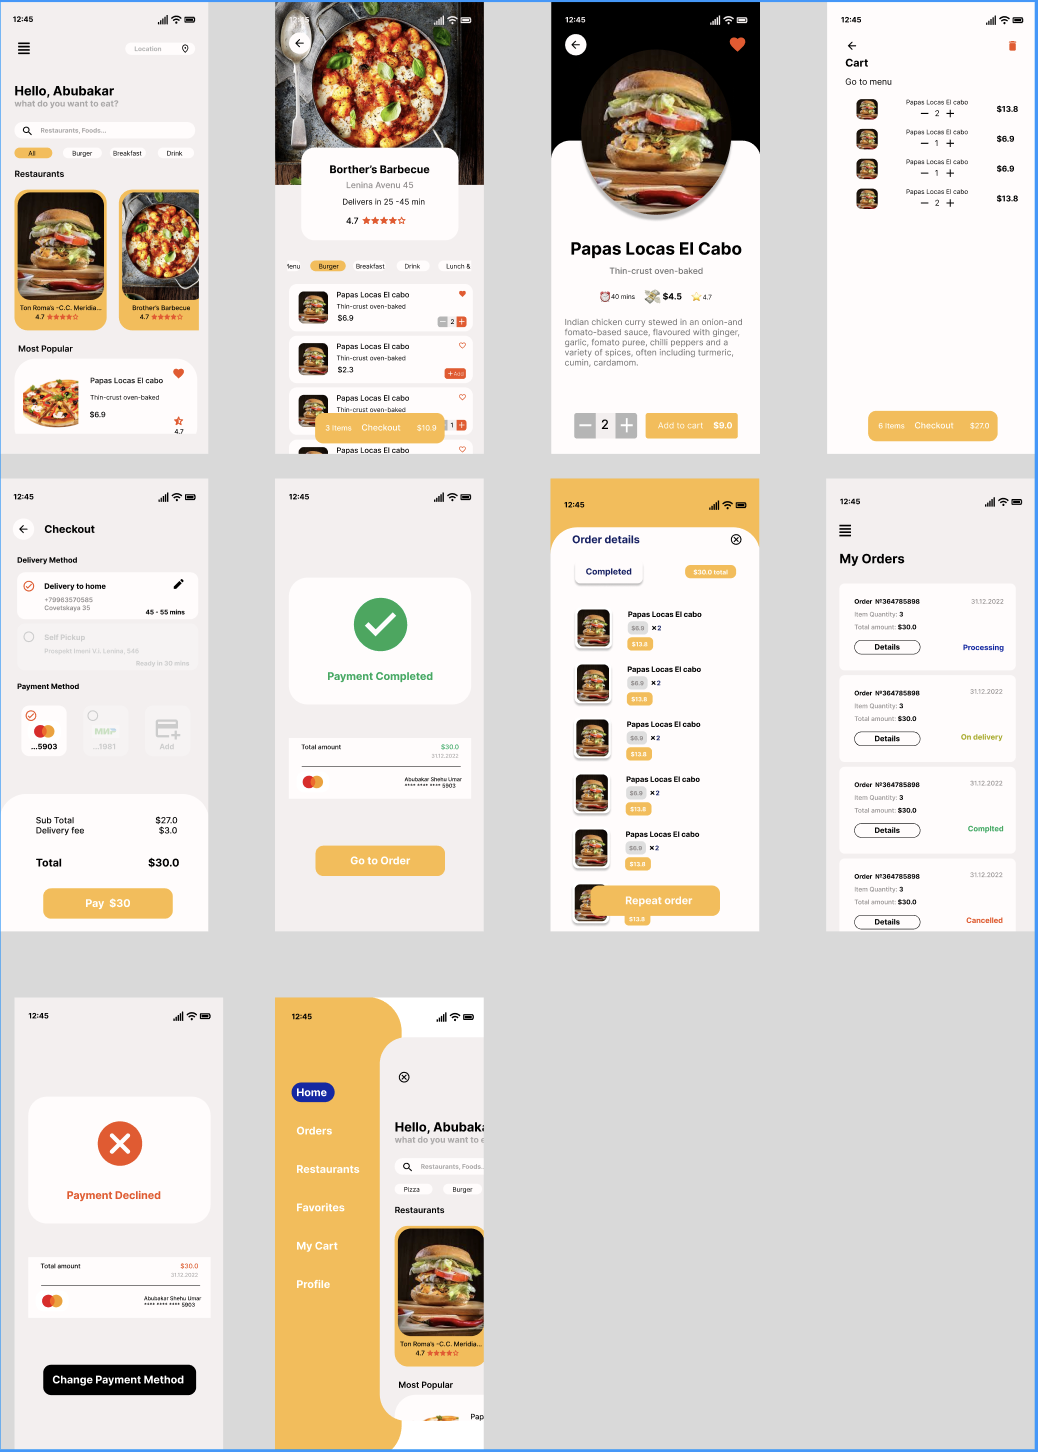 12:45
Location
Hello, Abubakar
what do you want to eat?
Restaurants, Foods...
All Burger Breakfast Drink
Restaurants
Ton Roma's -C.C. Meridia...
4.7
Brother's Barbecue
4.7
Most Popular
Papas Locas El cabo
Thin-crust oven-baked
$6.9
4.7
12:45
Borther's Barbecue
Lenina Avenu 45
Delivers in 25 -45 min
4.7
Menu Burger Breakfast Drink Lunch &
Papas Locas El cabo
Thin-crust oven-baked
$6.9
2
Papas Locas El cabo
Thin-crust oven-baked
$2.3
+ Add
Papas Locas El cabo
Thin-crust oven-baked
1
3 Items Checkout $10.9
Papas Locas El cabo
12:45
Papas Locas El Cabo
Thin-crust oven-baked
40 mins $4.5 4.7
Indian chicken curry stewed in an onion-and
fomato-based sauce, flavoured with ginger,
garlic, fomato puree, chilli peppers and a
variety of spices, often including turmeric,
cumin, cardamom.
2
Add to cart $9.0
12:45
Cart
Go to menu
Papas Locas El cabo
2
$13.8
Papas Locas El cabo
1
$6.9
Papas Locas El cabo
1
$6.9
Papas Locas El cabo
2
$13.8
6 Items Checkout $27.0
12:45
Checkout
Delivery Method
Delivery to home
+79963570585
Covetskaya 35
45 - 55 mins
Self Pickup
Prospekt Imeni V.I. Lenina, 546
Ready in 30 mins
Payment Method
...5903
МИР
...1981
Add
Sub Total $27.0
Delivery fee $3.0
Total $30.0
Pay $30
12:45
Payment Completed
Total amount $30.0
31.12.2022
Abubakar Shehu Umar
**** **** **** 5903
Go to Order
12:45
Order details
Completed
$30.0 total
Papas Locas El cabo
$6.9 ×2
$13.8
Papas Locas El cabo
$6.9 ×2
$13.8
Papas Locas El cabo
$6.9 ×2
$13.8
Papas Locas El cabo
$6.9 ×2
$13.8
Papas Locas El cabo
$6.9 ×2
$13.8
Repeat order
$13.8
12:45
My Orders
Order №364785898 31.12.2022
Item Quantity: 3
Total amount: $30.0
Details Processing
Order №364785898 31.12.2022
Item Quantity: 3
Total amount: $30.0
Details On delivery
Order №364785898 31.12.2022
Item Quantity: 3
Total amount: $30.0
Details Complted
Order №364785898 31.12.2022
Item Quantity: 3
Total amount: $30.0
Details Cancelled
12:45
Payment Declined
Total amount $30.0
31.12.2022
Abubakar Shehu Umar
**** **** **** 5903
Change Payment Method
12:45
Home
Orders
Restaurants
Favorites
My Cart
Profile
Hello, Abubaka
what do you want to e
Restaurants, Foods..
Pizza Burger
Restaurants
Ton Roma's -C.C. Meridia...
4.7
Most Popular
Pap